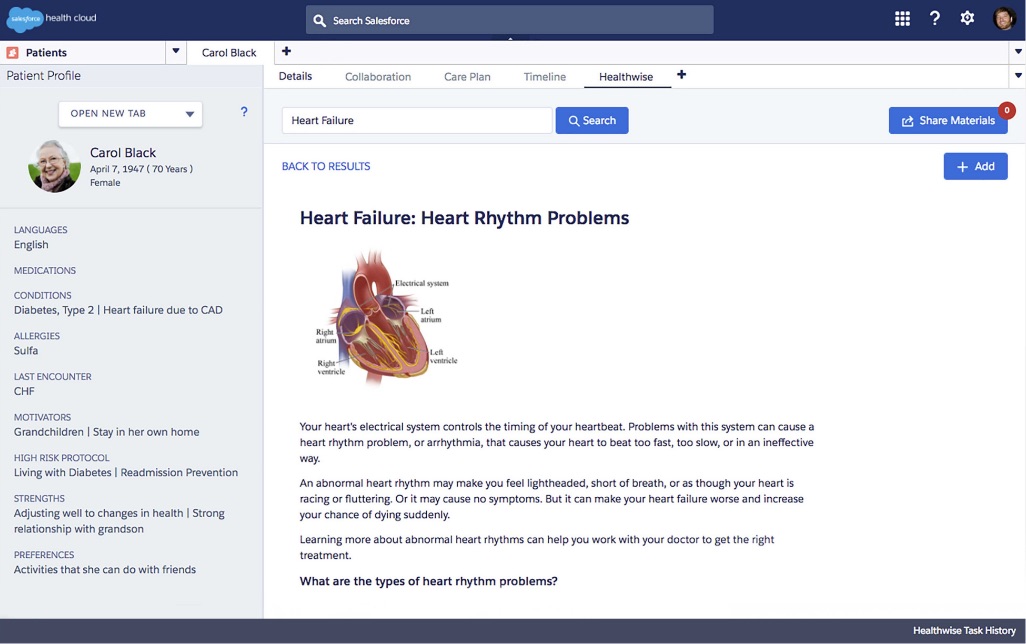 salesforce health cloud
Search Salesforce
?
Patients
Carol Black
+
Patient Profile
Details
Collaboration
Care Plan
Timeline
Healthwise
+
OPEN NEW TAB
?
Heart Failure
Search
Share Materials
0
Carol Black
April 7, 1947 ( 70 Years )
Female
BACK TO RESULTS
+ Add
LANGUAGES
English
MEDICATIONS
CONDITIONS
Diabetes, Type 2 | Heart failure due to CAD
ALLERGIES
Sulfa
LAST ENCOUNTER
CHF
MOTIVATORS
Grandchildren | Stay in her own home
HIGH RISK PROTOCOL
Living with Diabetes | Readmission Prevention
STRENGTHS
Adjusting well to changes in health | Strong
relationship with grandson
PREFERENCES
Activities that she can do with friends
Heart Failure: Heart Rhythm Problems
Electrical system
Left
atrium
Right
atrium
Left
ventricle
Right
ventricle
Your heart's electrical system controls the timing of your heartbeat. Problems with this system can cause a
heart rhythm problem, or arrhythmia, that causes your heart to beat too fast, too slow, or in an ineffective
way.
An abnormal heart rhythm may make you feel lightheaded, short of breath, or as though your heart is
racing or fluttering. Or it may cause no symptoms. But it can make your heart failure worse and increase
your chance of dying suddenly.
Learning more about abnormal heart rhythms can help you work with your doctor to get the right
treatment.
What are the types of heart rhythm problems?
Healthwise Task History